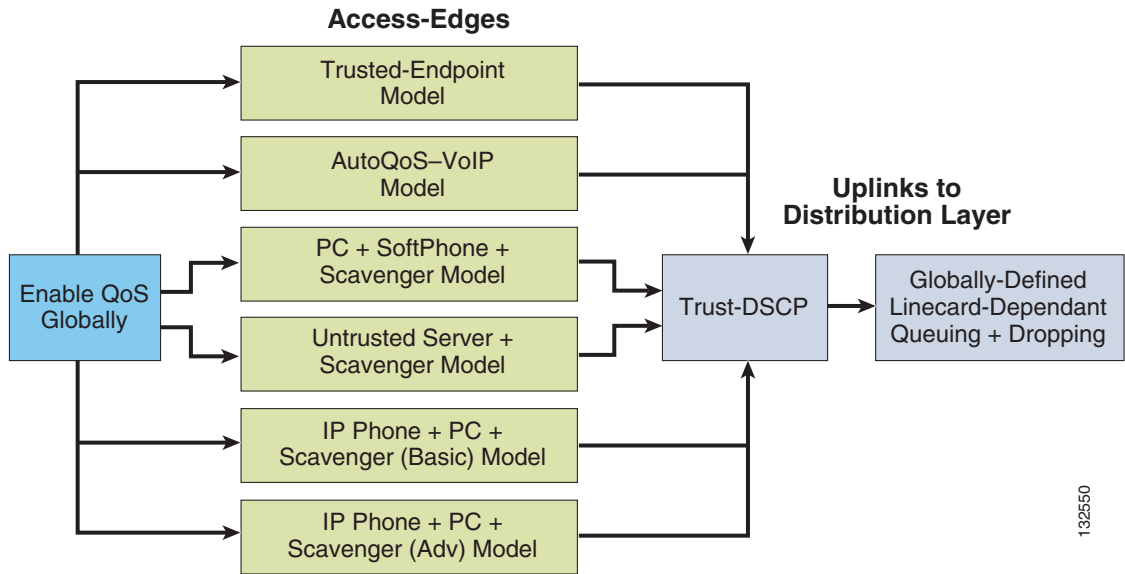 Access-Edges
Trusted-Endpoint
Model
AutoQoS–VoIP
Model
Uplinks to
Distribution Layer
PC + SoftPhone +
Scavenger Model
Enable QoS
Globally
Trust-DSCP
Globally-Defined
Linecard-Dependant
Queuing + Dropping
Untrusted Server +
Scavenger Model
IP Phone + PC +
Scavenger (Basic) Model
IP Phone + PC +
Scavenger (Adv) Model
132550